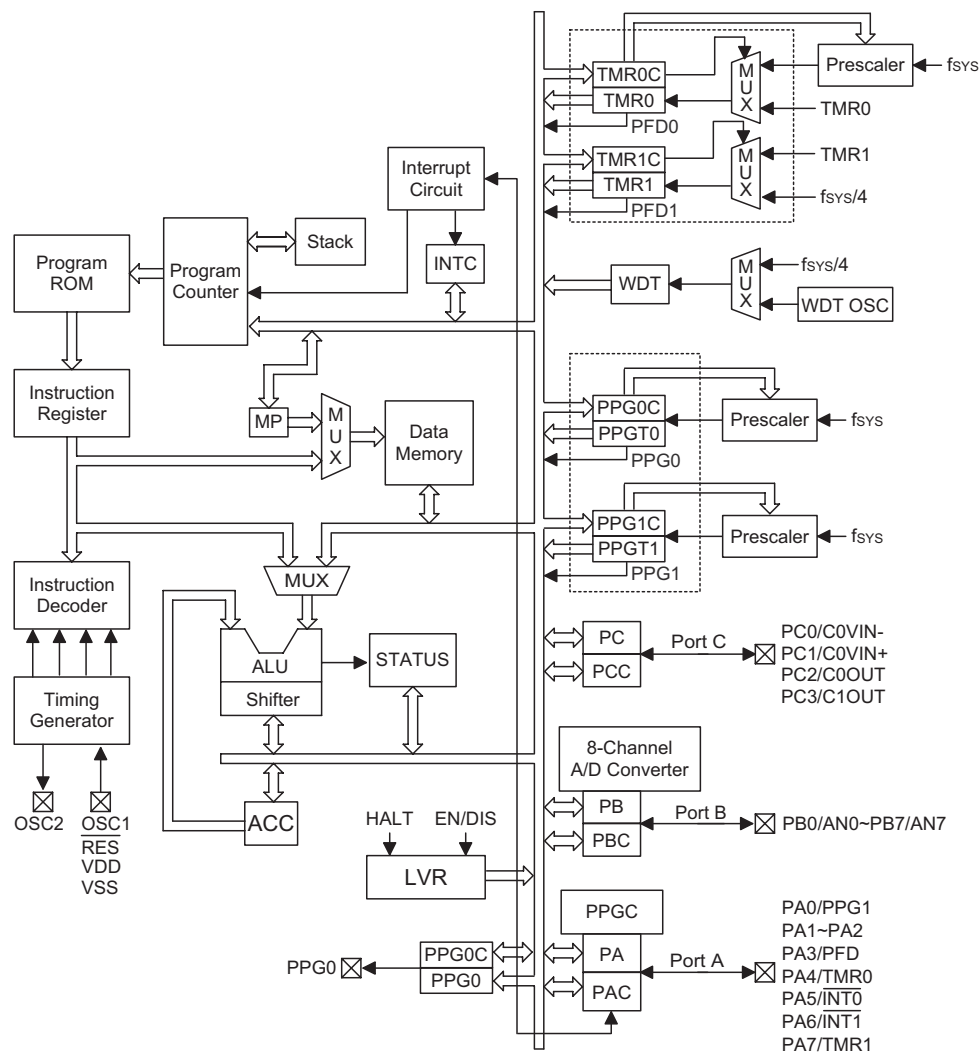 TMR0C
TMR0
PFD0
MUX
Prescaler
fSYS
TMR0
TMR1C
TMR1
PFD1
MUX
TMR1
fSYS/4
Interrupt
Circuit
INTC
Stack
Program
Counter
Program
ROM
WDT
MUX
fSYS/4
WDT OSC
Instruction
Register
MP
MUX
Data
Memory
PPG0C
PPGT0
PPG0
Prescaler
fSYS
PPG1C
PPGT1
PPG1
Prescaler
fSYS
Instruction
Decoder
MUX
ALU
Shifter
STATUS
Timing
Generator
OSC2
OSC1
RES
VDD
VSS
ACC
HALT
EN/DIS
LVR
PC
PCC
Port C
PC0/C0VIN-
PC1/C0VIN+
PC2/C0OUT
PC3/C1OUT
8-Channel
A/D Converter
PB
PBC
Port B
PB0/AN0~PB7/AN7
PPG0
PPG0C
PPG0
PPGC
PA
PAC
Port A
PA0/PPG1
PA1~PA2
PA3/PFD
PA4/TMR0
PA5/INT0
PA6/INT1
PA7/TMR1